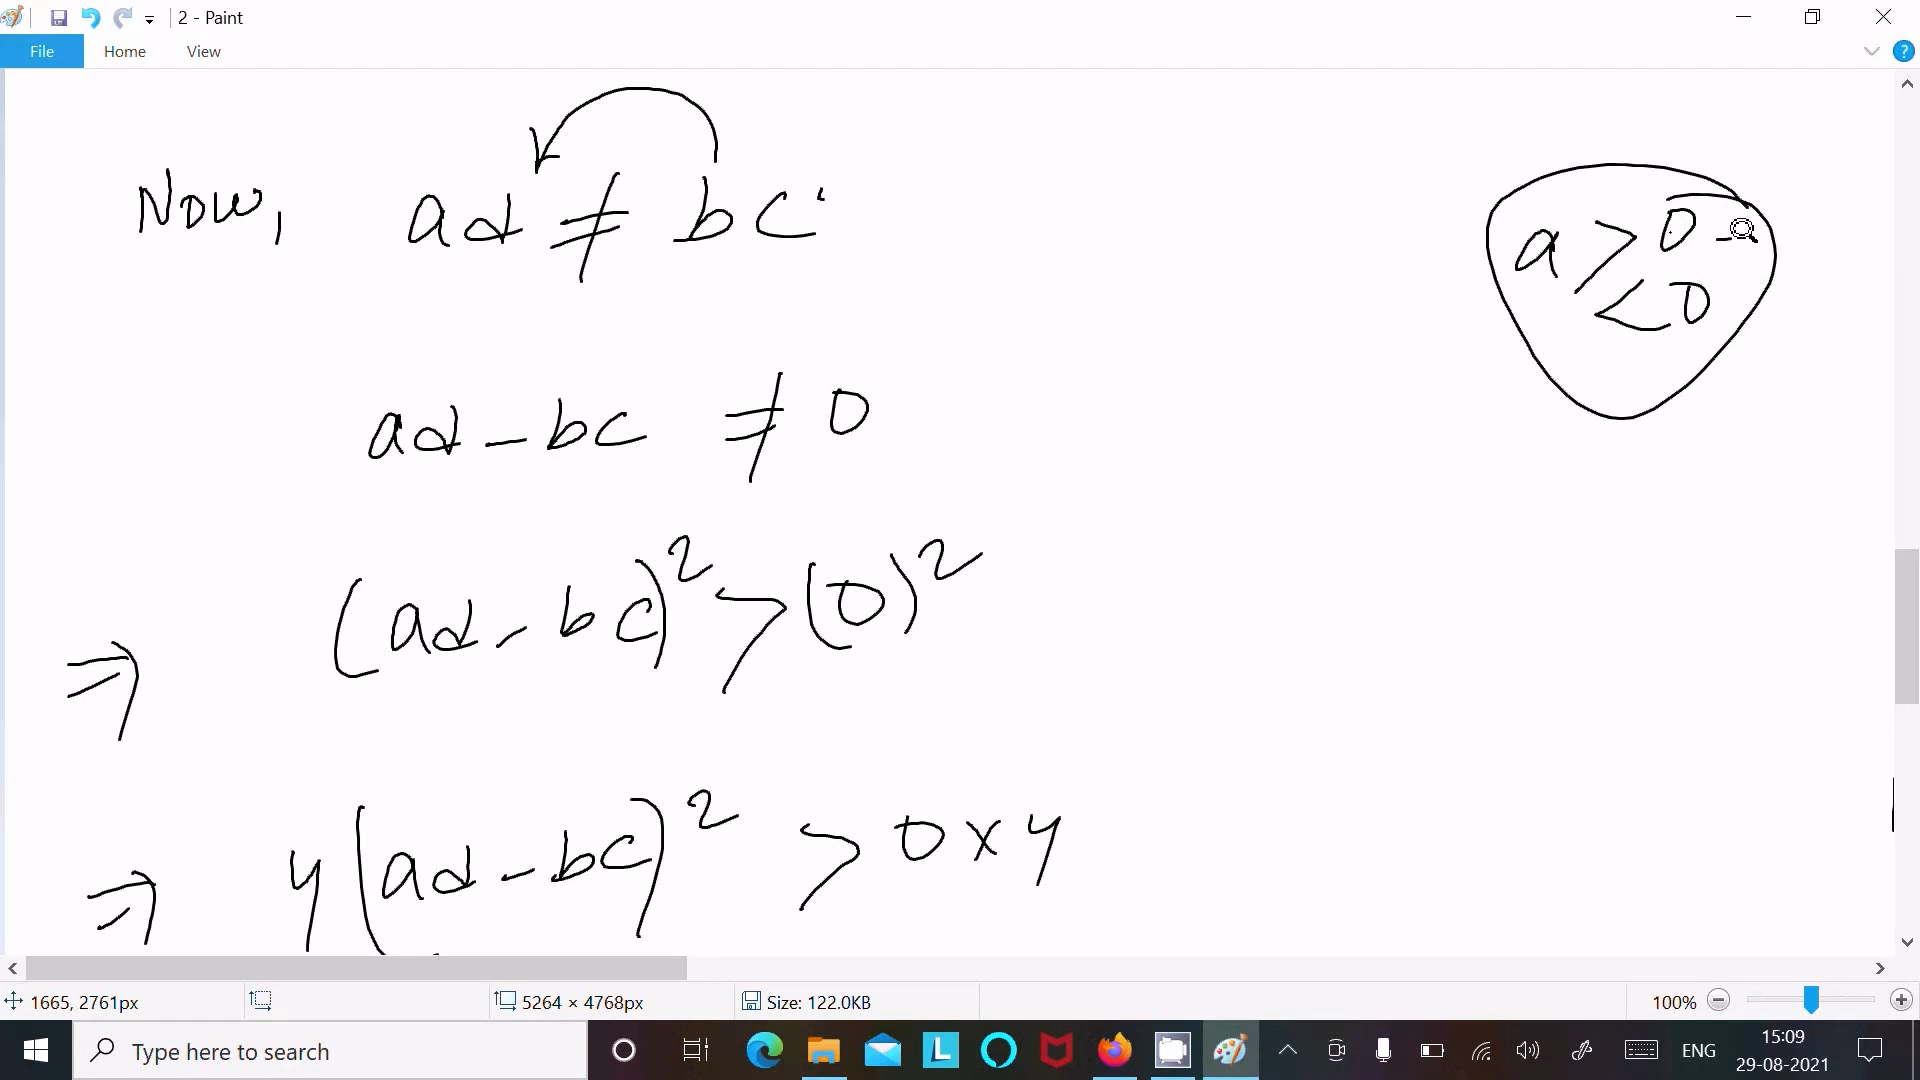 2 - Paint
File Home View
Now, ad ≠ bc
a > 0 -
< 0
ad - bc ≠ 0
(ad - bc)² > (0)²
⇒
⇒ 4(ad - bc)² > 0 × 4
1665, 2761px
5264 × 4768px
Size: 122.0KB
100%
Type here to search
L
ENG
15:09
29-08-2021